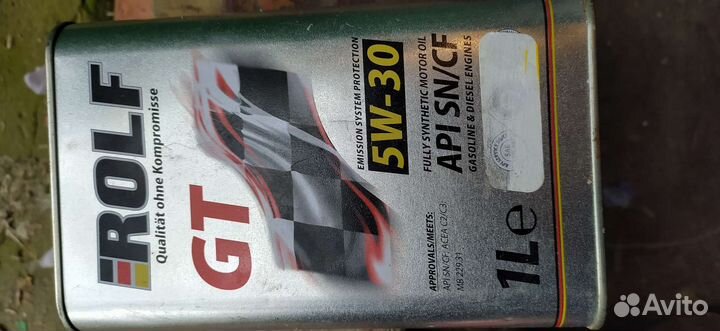 ROLF
Qualität ohne Kompromisse
GT
EMISSION SYSTEM PROTECTION
5W-30
FULLY SYNTHETIC MOTOR OIL
API SN/CF
GASOLINE & DIESEL ENGINES
APPROVALS/MEETS:
API SN/CF, ACEA C2/C3
MB 229.31
1L e
Avito